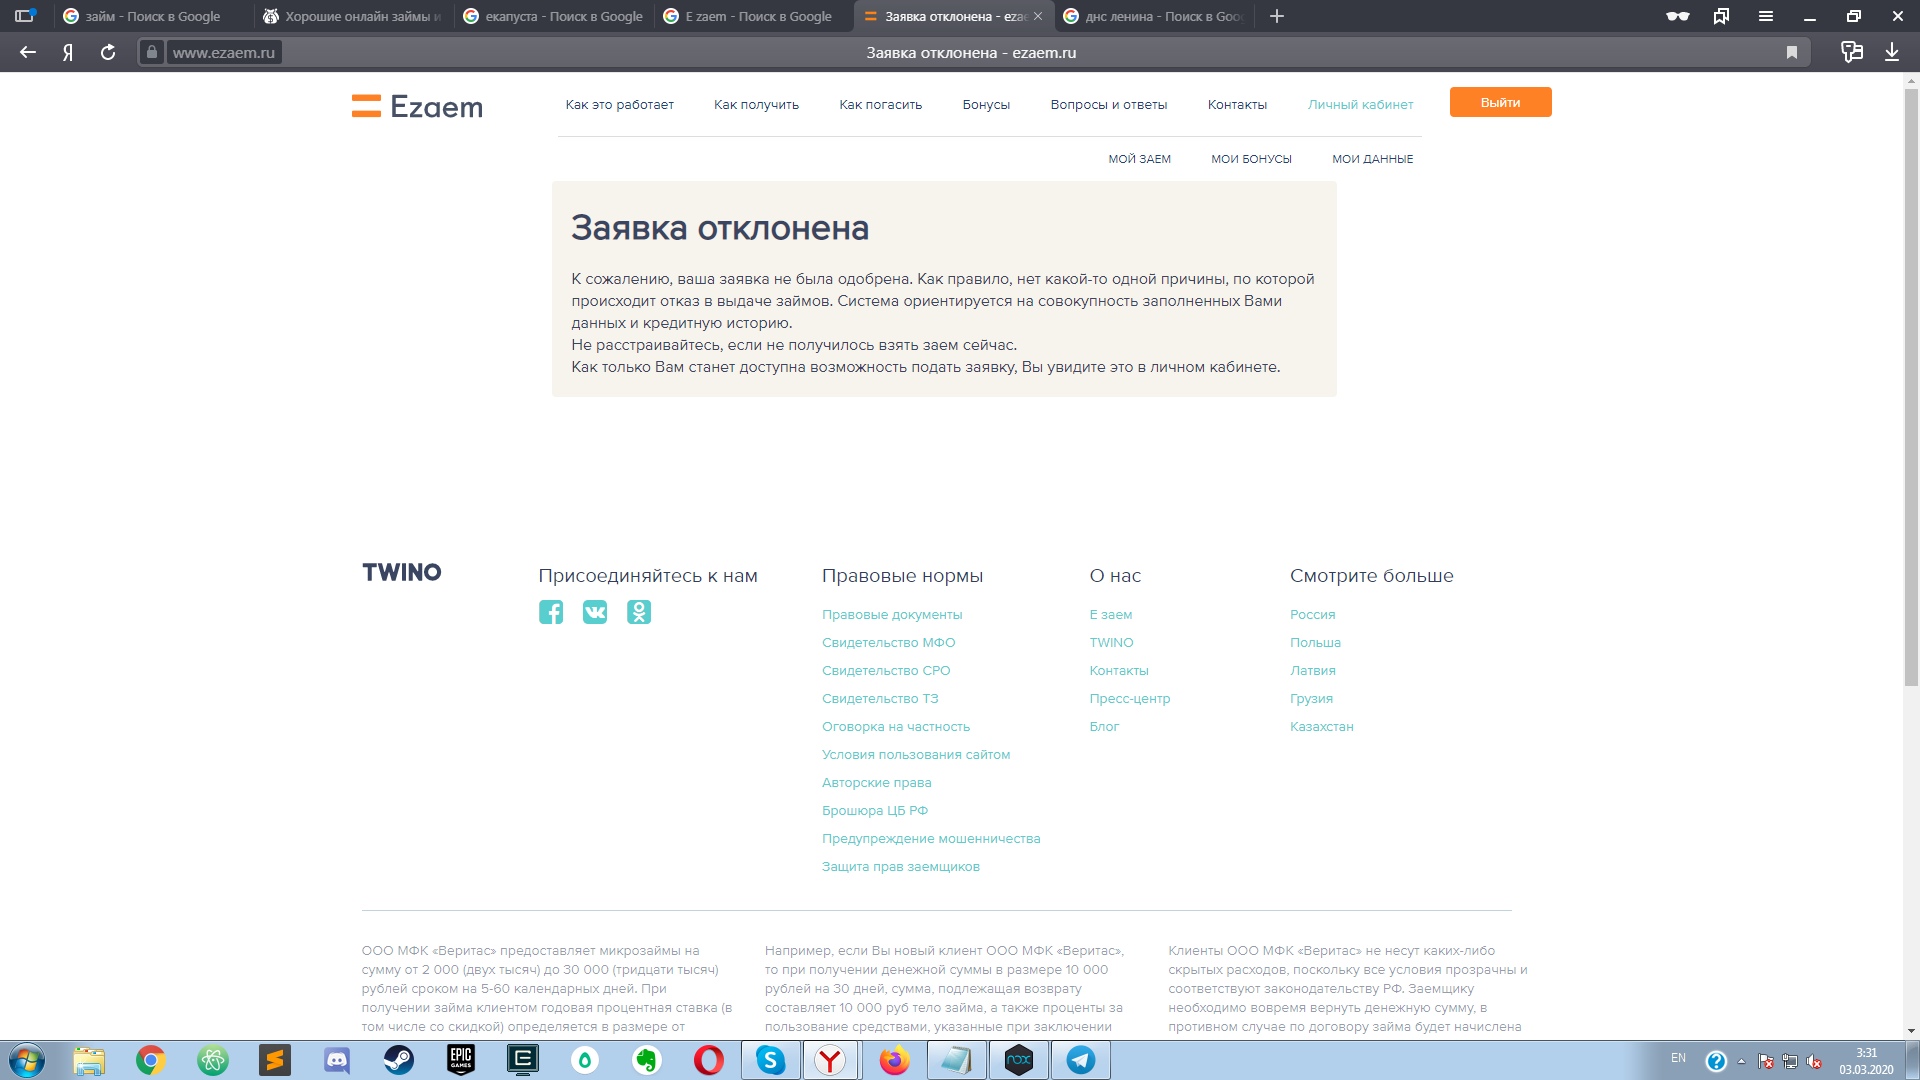 займ - Поиск в Google
Хорошие онлайн займы и
екапуста - Поиск в Google
E zaem - Поиск в Google
Заявка отклонена - ezae
днс ленина - Поиск в Goo
Я
www.ezaem.ru
Заявка отклонена - ezaem.ru
Ezaem
Как это работает
Как получить
Как погасить
Бонусы
Вопросы и ответы
Контакты
Личный кабинет
Выйти
МОЙ ЗАЕМ
МОИ БОНУСЫ
МОИ ДАННЫЕ
Заявка отклонена
К сожалению, ваша заявка не была одобрена. Как правило, нет какой-то одной причины, по которой
происходит отказ в выдаче займов. Система ориентируется на совокупность заполненных Вами
данных и кредитную историю.
Не расстраивайтесь, если не получилось взять заем сейчас.
Как только Вам станет доступна возможность подать заявку, Вы увидите это в личном кабинете.
TWINO
Присоединяйтесь к нам
Правовые нормы
Правовые документы
Свидетельство МФО
Свидетельство СРО
Свидетельство ТЗ
Оговорка на частность
Условия пользования сайтом
Авторские права
Брошюра ЦБ РФ
Предупреждение мошенничества
Защита прав заемщиков
О нас
Е заем
TWINO
Контакты
Пресс-центр
Блог
Смотрите больше
Россия
Польша
Латвия
Грузия
Казахстан
ООО МФК «Веритас» предоставляет микрозаймы на
сумму от 2 000 (двух тысяч) до 30 000 (тридцати тысяч)
рублей сроком на 5-60 календарных дней. При
получении займа клиентом годовая процентная ставка (в
том числе со скидкой) определяется в размере от
Например, если Вы новый клиент ООО МФК «Веритас»,
то при получении денежной суммы в размере 10 000
рублей на 30 дней, сумма, подлежащая возврату
составляет 10 000 руб тело займа, а также проценты за
пользование средствами, указанные при заключении
Клиенты ООО МФК «Веритас» не несут каких-либо
скрытых расходов, поскольку все условия прозрачны и
соответствуют законодательству РФ. Заемщику
необходимо вовремя вернуть денежную сумму, в
противном случае по договору займа будет начислена
EPIC
GAMES
nox
EN
3:31
03.03.2020